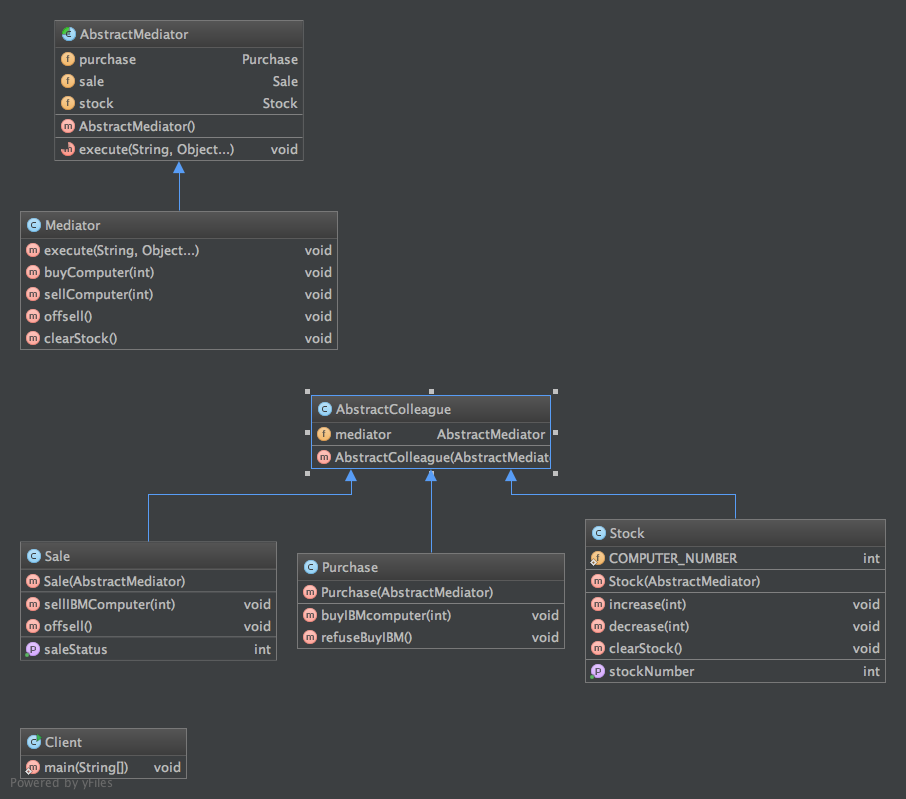 AbstractMediator
purchase Purchase
sale Sale
stock Stock
AbstractMediator()
execute(String, Object...) void
Mediator
execute(String, Object...) void
buyComputer(int) void
sellComputer(int) void
offsell() void
clearStock() void
AbstractColleague
mediator AbstractMediator
AbstractColleague(AbstractMediat
Sale
Sale(AbstractMediator)
sellIBMComputer(int) void
offsell() void
saleStatus int
Purchase
Purchase(AbstractMediator)
buyIBMcomputer(int) void
refuseBuyIBM() void
Stock
COMPUTER_NUMBER int
Stock(AbstractMediator)
increase(int) void
decrease(int) void
clearStock() void
stockNumber int
Client
main(String[]) void
Powered by yFiles